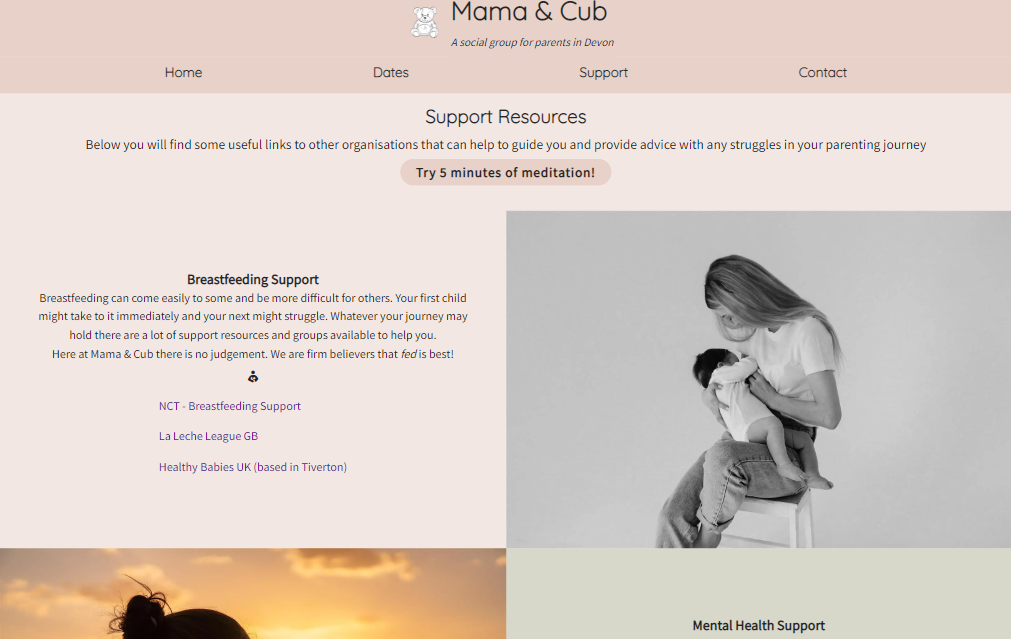 Mama & Cub
A social group for parents in Devon
Home Dates Support Contact
Support Resources
Below you will find some useful links to other organisations that can help to guide you and provide advice with any struggles in your parenting journey
Try 5 minutes of meditation!
Breastfeeding Support
Breastfeeding can come easily to some and be more difficult for others. Your first child
might take to it immediately and your next might struggle. Whatever your journey may
hold there are a lot of support resources and groups available to help you.
Here at Mama & Cub there is no judgement. We are firm believers that fed is best!
NCT - Breastfeeding Support
La Leche League GB
Healthy Babies UK (based in Tiverton)
Mental Health Support